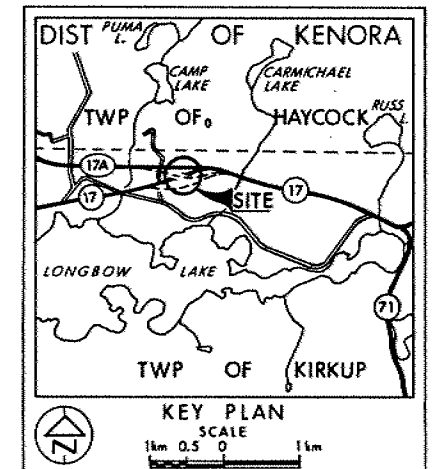 DIST PUMA L. OF KENORA
CAMP LAKE
CARMICHAEL LAKE
TWP OF HAYCOCK
RUSS L.
17A
17
SITE
17
LONGBOW LAKE
71
TWP OF KIRKUP
N
KEY PLAN
SCALE
1km 0.5 0 1km